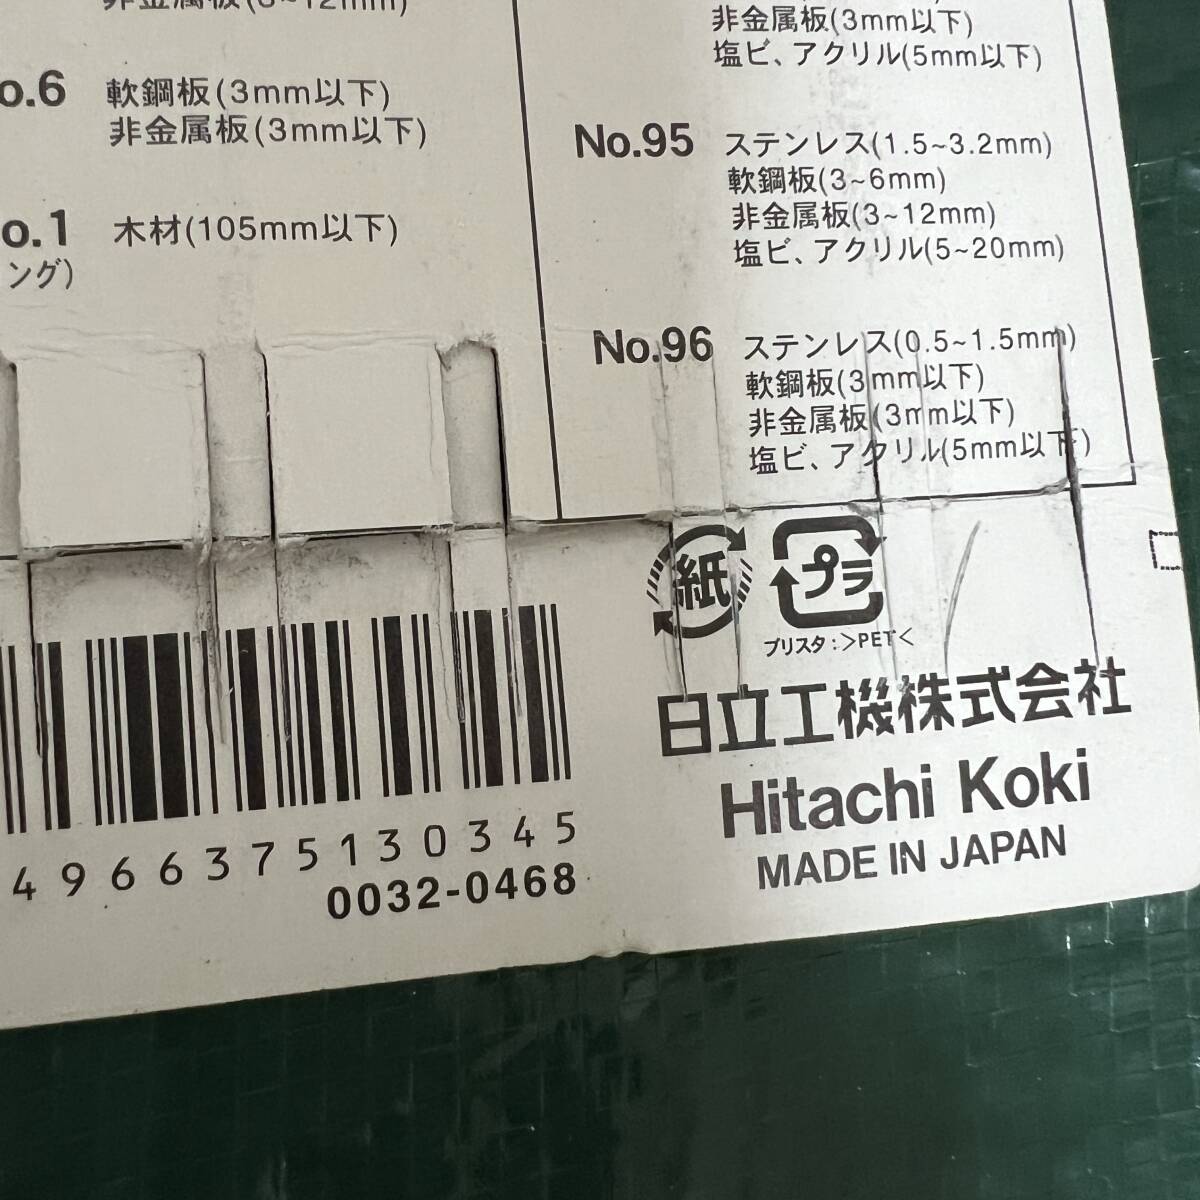 非金属板(3~12mm)
o.6 軟鋼板(3mm以下)
非金属板(3mm以下)
o.1 木材(105mm以下)
ング)
非金属板(3mm以下)
塩ビ、アクリル(5mm以下)
No.95 ステンレス(1.5~3.2mm)
軟鋼板(3~6mm)
非金属板(3~12mm)
塩ビ、アクリル(5~20mm)
No.96 ステンレス(0.5~1.5mm)
軟鋼板(3mm以下)
非金属板(3mm以下)
塩ビ、アクリル(5mm以下)
紙 プラ
ブリスタ:>PET<
日立工機株式会社
Hitachi Koki
MADE IN JAPAN
4966375130345
0032-0468